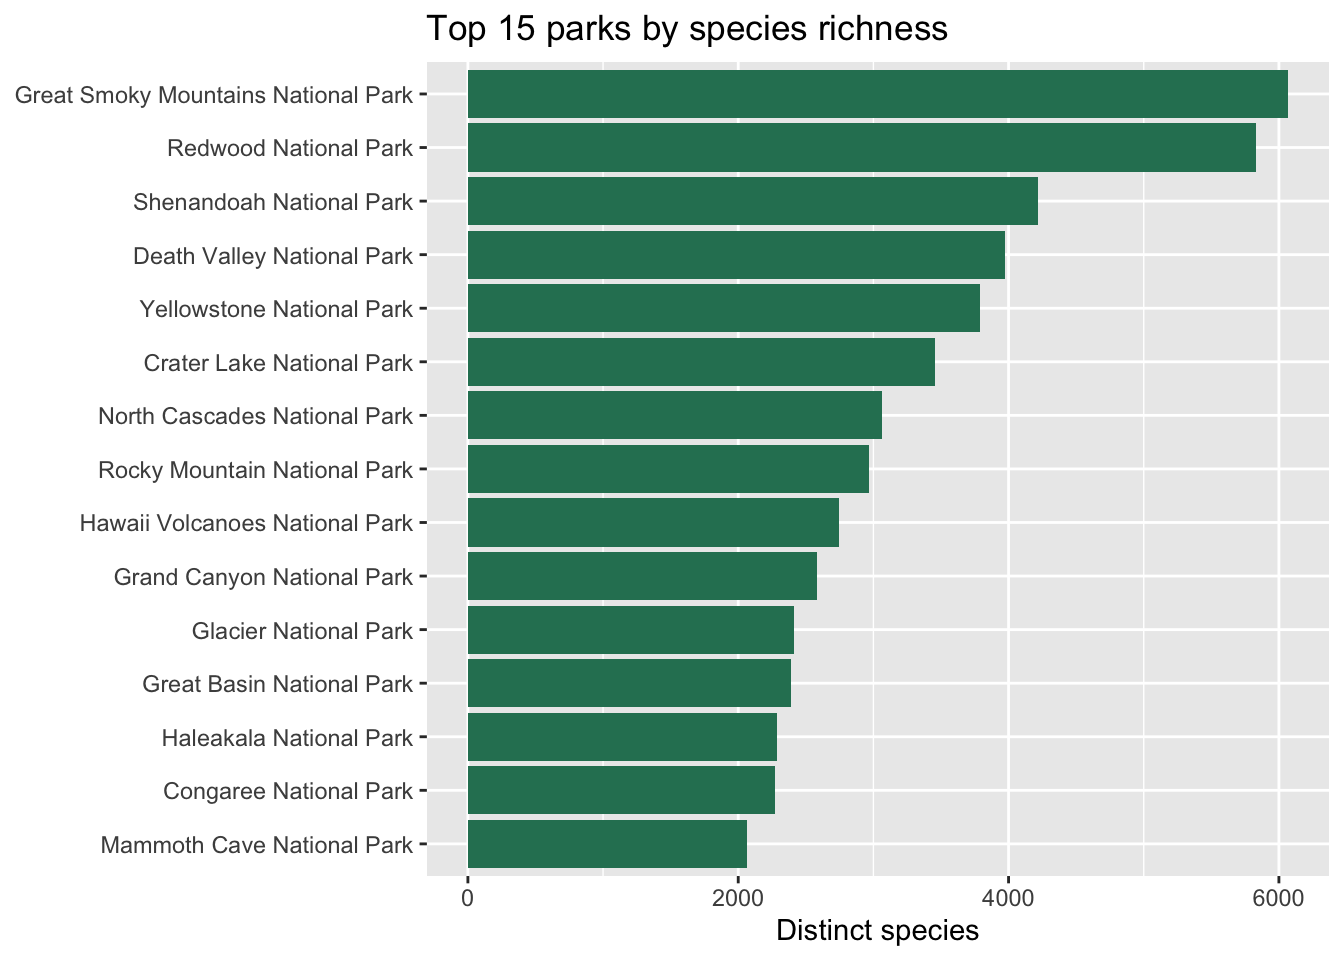 Top 15 parks by species richness
Great Smoky Mountains National Park
Redwood National Park
Shenandoah National Park
Death Valley National Park
Yellowstone National Park
Crater Lake National Park
North Cascades National Park
Rocky Mountain National Park
Hawaii Volcanoes National Park
Grand Canyon National Park
Glacier National Park
Great Basin National Park
Haleakala National Park
Congaree National Park
Mammoth Cave National Park
0 2000 4000 6000
Distinct species